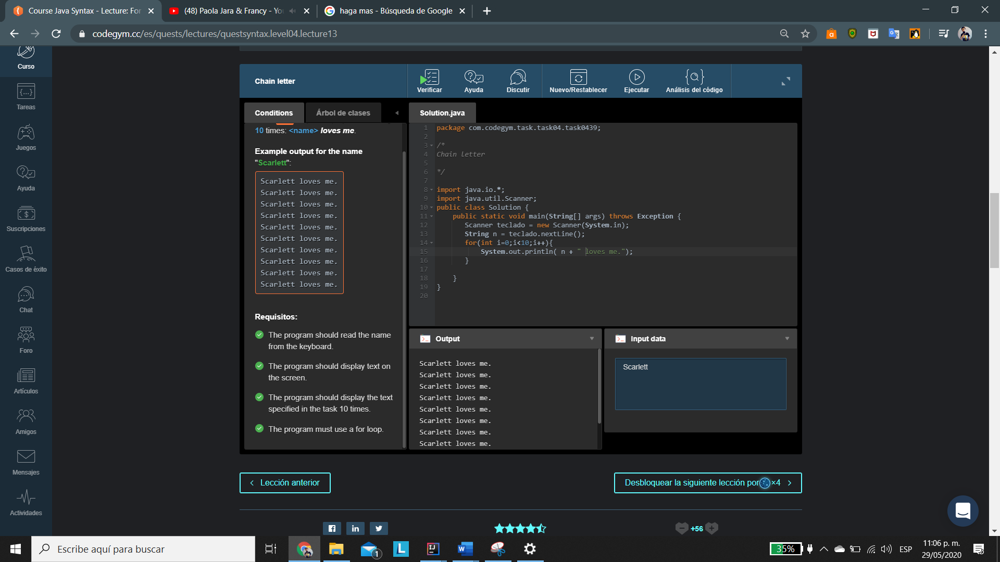 Course Java Syntax - Lecture: For
(48) Paola Jara & Francy - Yo
haga mas - Búsqueda de Google
codegym.cc/es/quests/lectures/questsyntax.level04.lecture13
Curso
Tareas
Juegos
Ayuda
Suscripciones
Casos de éxito
Chat
Foro
Artículos
Amigos
Mensajes
Actividades
Chain letter
Verificar
Ayuda
Discutir
Nuevo/Restablecer
Ejecutar
Análisis del código
Conditions
Árbol de clases
10 times: <name> loves me.
Example output for the name
"Scarlett":
Scarlett loves me.
Scarlett loves me.
Scarlett loves me.
Scarlett loves me.
Scarlett loves me.
Scarlett loves me.
Scarlett loves me.
Scarlett loves me.
Scarlett loves me.
Scarlett loves me.
Requisitos:
The program should read the name
from the keyboard.
The program should display text on
the screen.
The program should display the text
specified in the task 10 times.
The program must use a for loop.
Solution.java
1 package com.codegym.task.task04.task0439;
2
3 /*
4 Chain letter
5
6 */
7
8 import java.io.*;
9 import java.util.Scanner;
10 public class Solution {
11 public static void main(String[] args) throws Exception {
12 Scanner teclado = new Scanner(System.in);
13 String n = teclado.nextLine();
14 for(int i=0;i<10;i++){
15 System.out.println( n + " loves me.");
16 }
17
18 }
19 }
20
Output
Scarlett loves me.
Scarlett loves me.
Scarlett loves me.
Scarlett loves me.
Scarlett loves me.
Scarlett loves me.
Scarlett loves me.
Scarlett loves me.
Input data
Scarlett
Lección anterior
Desbloquear la siguiente lección por ×4
+56
Escribe aquí para buscar
1
35%
ESP
11:06 p. m.
29/05/2020